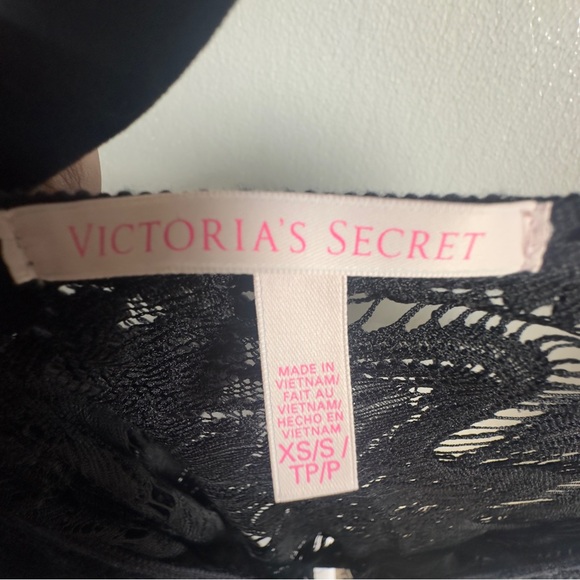 VICTORIA'S SECRET
MADE IN
VIETNAM/
FAIT AU
VIETNAM/
HECHO EN
VIETNAM
XS/S /
TP/P